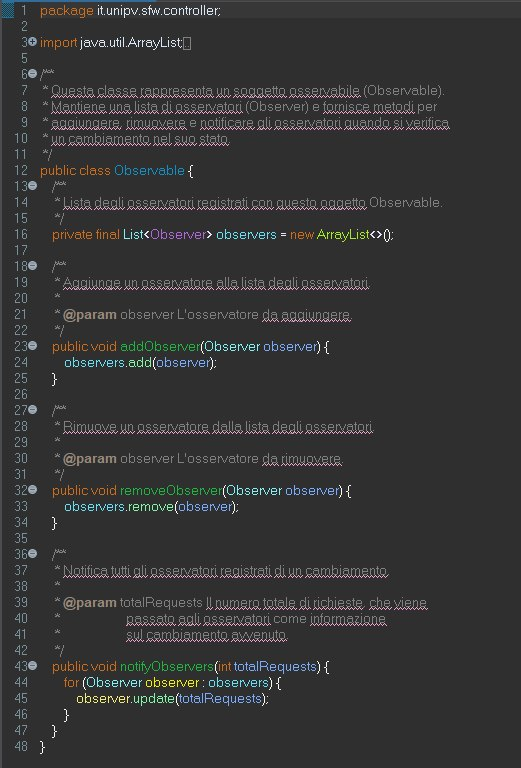 1 package it.unipv.sfw.controller;
2
3 import java.util.ArrayList;
5
6 /**
7 * Questa classe rappresenta un soggetto osservabile (Observable).
8 * Mantiene una lista di osservatori (Observer) e fornisce metodi per
9 * aggiungere, rimuovere e notificare gli osservatori quando si verifica
10 * un cambiamento nel suo stato.
11 */
12 public class Observable {
13 /**
14 * Lista degli osservatori registrati con questo oggetto Observable.
15 */
16 private final List<Observer> observers = new ArrayList<>();
17
18 /**
19 * Aggiunge un osservatore alla lista degli osservatori.
20 *
21 * @param observer L'osservatore da aggiungere.
22 */
23 public void addObserver(Observer observer) {
24 observers.add(observer);
25 }
26
27 /**
28 * Rimuove un osservatore dalla lista degli osservatori.
29 *
30 * @param observer L'osservatore da rimuovere.
31 */
32 public void removeObserver(Observer observer) {
33 observers.remove(observer);
34 }
35
36 /**
37 * Notifica tutti gli osservatori registrati di un cambiamento.
38 *
39 * @param totalRequests Il numero totale di richieste, che viene
40 * passato agli osservatori come informazione
41 * sul cambiamento avvenuto.
42 */
43 public void notifyObservers(int totalRequests) {
44 for (Observer observer : observers) {
45 observer.update(totalRequests);
46 }
47 }
48 }